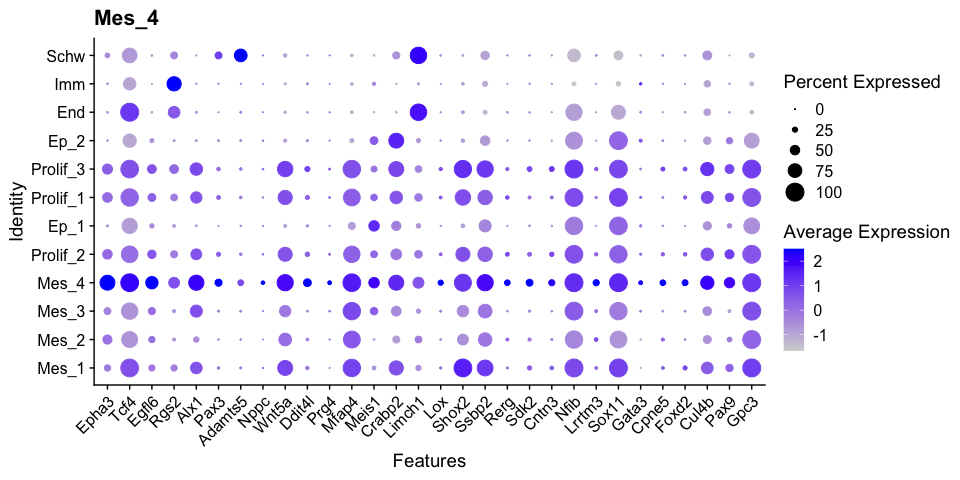 Mes_4
Identity
Schw
Imm
End
Ep_2
Prolif_3
Prolif_1
Ep_1
Prolif_2
Mes_4
Mes_3
Mes_2
Mes_1
Epha3
Tcf4
Egfl6
Rgs2
Alx1
Pax3
Adamts5
Nppc
Wnt5a
Ddit4l
Prg4
Mfap4
Meis1
Crabp2
Limch1
Lox
Shox2
Ssbp2
Rerg
Sdk2
Cntn3
Nfib
Lrrtm3
Sox11
Gata3
Cpne5
Foxd2
Cul4b
Pax9
Gpc3
Features
Percent Expressed
0
25
50
75
100
Average Expression
2
1
0
-1